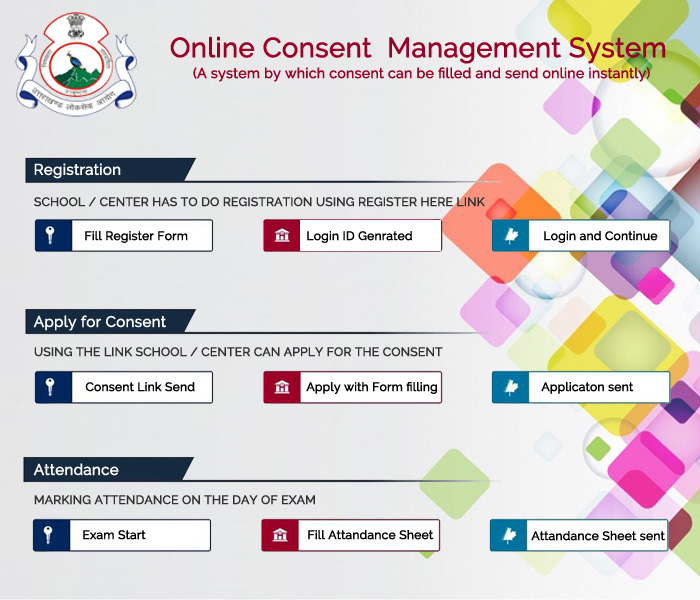 उत्तराखण्ड लोकसेवा आयोग
Online Consent  Management System
(A system by which consent can be filled and send online instantly)
Registration
SCHOOL / CENTER HAS TO DO REGISTRATION USING REGISTER HERE LINK
Fill Register Form
Login ID Genrated
Login and Continue
Apply for Consent
USING THE LINK SCHOOL / CENTER CAN APPLY FOR THE CONSENT
Consent Link Send
Apply with Form filling
Applicaton sent
Attendance
MARKING ATTENDANCE ON THE DAY OF EXAM
Exam Start
Fill Attandance Sheet
Attandance Sheet sent